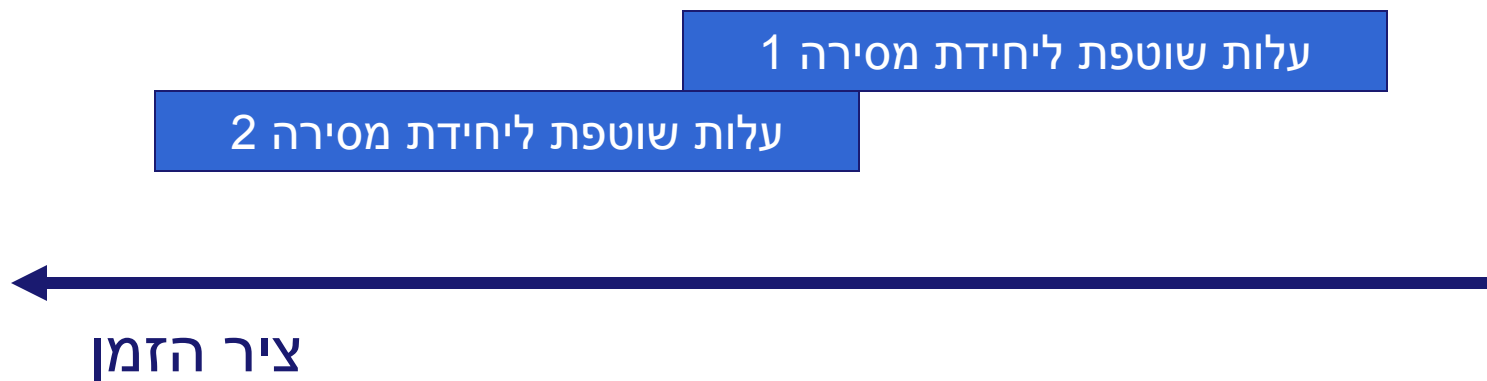 עלות שוטפת ליחידת מסירה 1
עלות שוטפת ליחידת מסירה 2
ציר הזמן